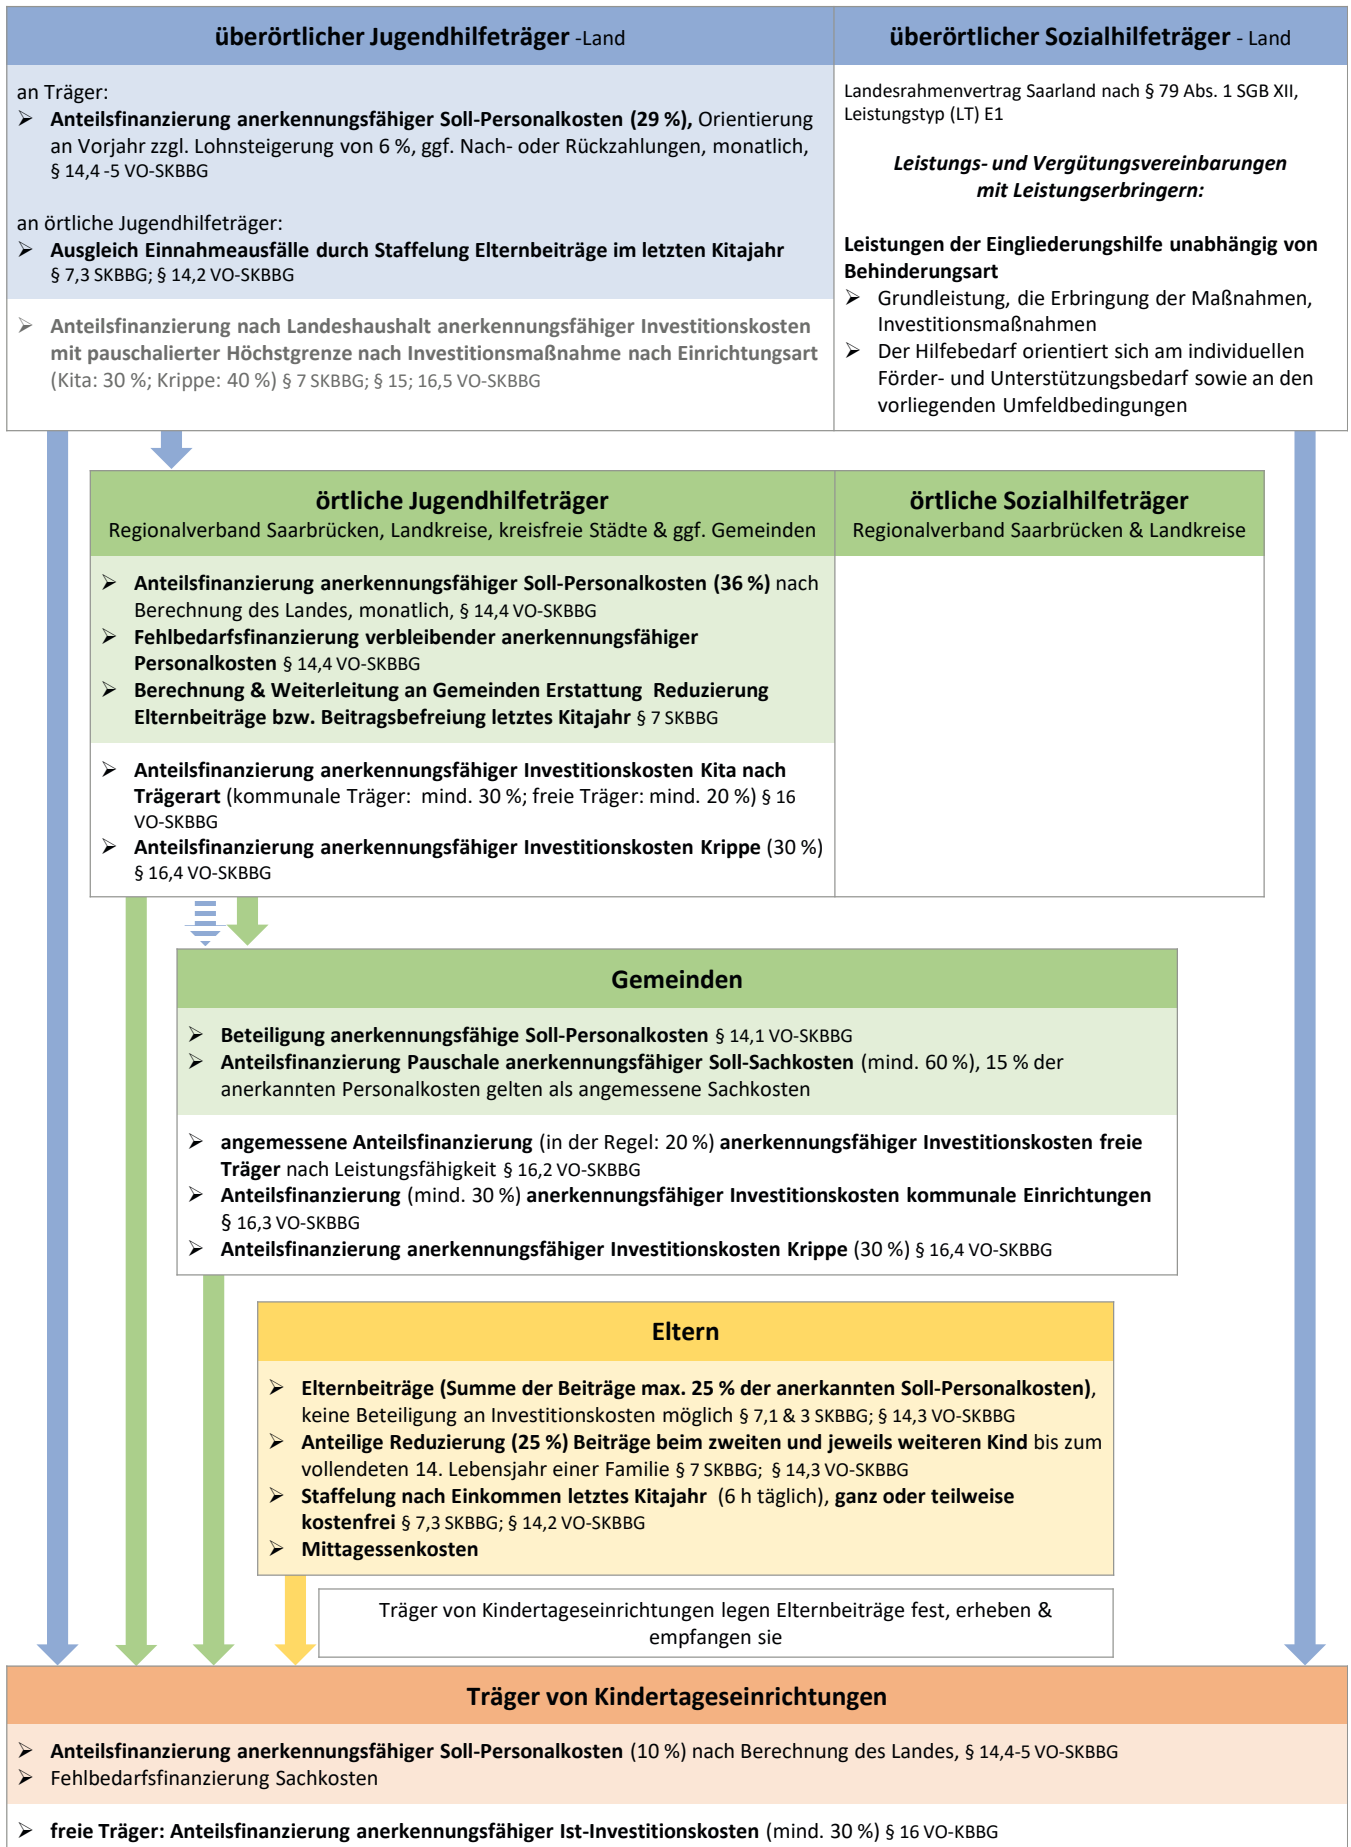 überörtlicher Jugendhilfeträger -Land
an Träger:
➢ Anteilsfinanzierung anerkennungsfähiger Soll-Personalkosten (29 %), Orientierung
an Vorjahr zzgl. Lohnsteigerung von 6 %, ggf. Nach- oder Rückzahlungen, monatlich,
§ 14,4 -5 VO-SKBBG
an örtliche Jugendhilfeträger:
➢ Ausgleich Einnahmeausfälle durch Staffelung Elternbeiträge im letzten Kitajahr
§ 7,3 SKBBG; § 14,2 VO-SKBBG
➢ Anteilsfinanzierung nach Landeshaushalt anerkennungsfähiger Investitionskosten
mit pauschalierter Höchstgrenze nach Investitionsmaßnahme nach Einrichtungsart
(Kita: 30 %; Krippe: 40 %) § 7 SKBBG; § 15; 16,5 VO-SKBBG
überörtlicher Sozialhilfeträger - Land
Landesrahmenvertrag Saarland nach § 79 Abs. 1 SGB XII,
Leistungstyp (LT) E1
Leistungs- und Vergütungsvereinbarungen
mit Leistungserbringern:
Leistungen der Eingliederungshilfe unabhängig von
Behinderungsart
➢ Grundleistung, die Erbringung der Maßnahmen,
Investitionsmaßnahmen
➢ Der Hilfebedarf orientiert sich am individuellen
Förder- und Unterstützungsbedarf sowie an den
vorliegenden Umfeldbedingungen
örtliche Jugendhilfeträger
Regionalverband Saarbrücken, Landkreise, kreisfreie Städte & ggf. Gemeinden
➢ Anteilsfinanzierung anerkennungsfähiger Soll-Personalkosten (36 %) nach
Berechnung des Landes, monatlich, § 14,4 VO-SKBBG
➢ Fehlbedarfsfinanzierung verbleibender anerkennungsfähiger
Personalkosten § 14,4 VO-SKBBG
➢ Berechnung & Weiterleitung an Gemeinden Erstattung Reduzierung
Elternbeiträge bzw. Beitragsbefreiung letztes Kitajahr § 7 SKBBG
➢ Anteilsfinanzierung anerkennungsfähiger Investitionskosten Kita nach
Trägerart (kommunale Träger: mind. 30 %; freie Träger: mind. 20 %) § 16
VO-SKBBG
➢ Anteilsfinanzierung anerkennungsfähiger Investitionskosten Krippe (30 %)
§ 16,4 VO-SKBBG
örtliche Sozialhilfeträger
Regionalverband Saarbrücken & Landkreise
Gemeinden
➢ Beteiligung anerkennungsfähige Soll-Personalkosten § 14,1 VO-SKBBG
➢ Anteilsfinanzierung Pauschale anerkennungsfähiger Soll-Sachkosten (mind. 60 %), 15 % der
anerkannten Personalkosten gelten als angemessene Sachkosten
➢ angemessene Anteilsfinanzierung (in der Regel: 20 %) anerkennungsfähiger Investitionskosten freie
Träger nach Leistungsfähigkeit § 16,2 VO-SKBBG
➢ Anteilsfinanzierung (mind. 30 %) anerkennungsfähiger Investitionskosten kommunale Einrichtungen
§ 16,3 VO-SKBBG
➢ Anteilsfinanzierung anerkennungsfähiger Investitionskosten Krippe (30 %) § 16,4 VO-SKBBG
Eltern
➢ Elternbeiträge (Summe der Beiträge max. 25 % der anerkannten Soll-Personalkosten),
keine Beteiligung an Investitionskosten möglich § 7,1 & 3 SKBBG; § 14,3 VO-SKBBG
➢ Anteilige Reduzierung (25 %) Beiträge beim zweiten und jeweils weiteren Kind bis zum
vollendeten 14. Lebensjahr einer Familie § 7 SKBBG; § 14,3 VO-SKBBG
➢ Staffelung nach Einkommen letztes Kitajahr (6 h täglich), ganz oder teilweise
kostenfrei § 7,3 SKBBG; § 14,2 VO-SKBBG
➢ Mittagessenkosten
Träger von Kindertageseinrichtungen legen Elternbeiträge fest, erheben &
empfangen sie
Träger von Kindertageseinrichtungen
➢ Anteilsfinanzierung anerkennungsfähiger Soll-Personalkosten (10 %) nach Berechnung des Landes, § 14,4-5 VO-SKBBG
➢ Fehlbedarfsfinanzierung Sachkosten
➢ freie Träger: Anteilsfinanzierung anerkennungsfähiger Ist-Investitionskosten (mind. 30 %) § 16 VO-KBBG